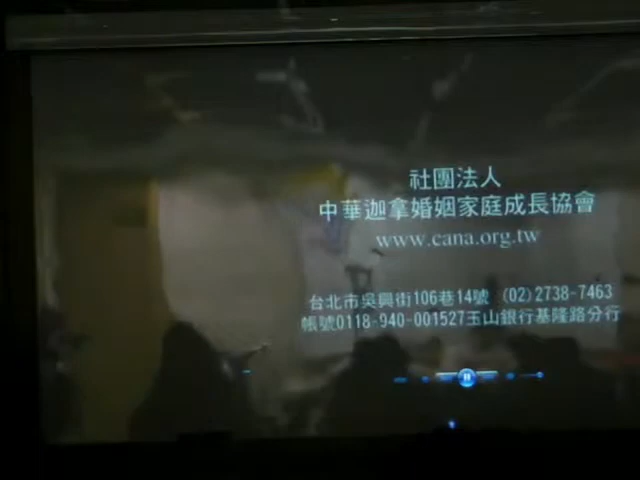 社團法人
中華迦拿婚姻家庭成長協會
www.cana.org.tw
台北市吳興街106巷14號 (02)2738-7463
帳號0118-940-001527玉山銀行基隆路分行